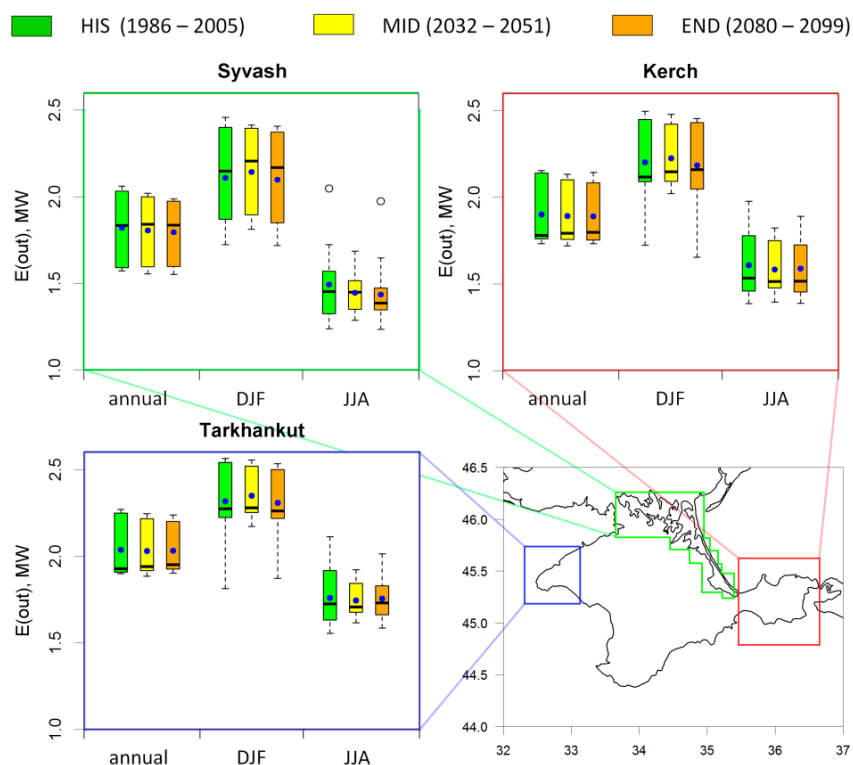 HIS (1986 – 2005) MID (2032 – 2051) END (2080 – 2099)
Syvash
E(out), MW
2.5
2.0
1.5
1.0
annual DJF JJA
Kerch
E(out), MW
2.5
2.0
1.5
1.0
annual DJF JJA
Tarkhankut
E(out), MW
2.5
2.0
1.5
1.0
annual DJF JJA
46.5
46.0
45.5
45.0
44.5
44.0
32 33 34 35 36 37